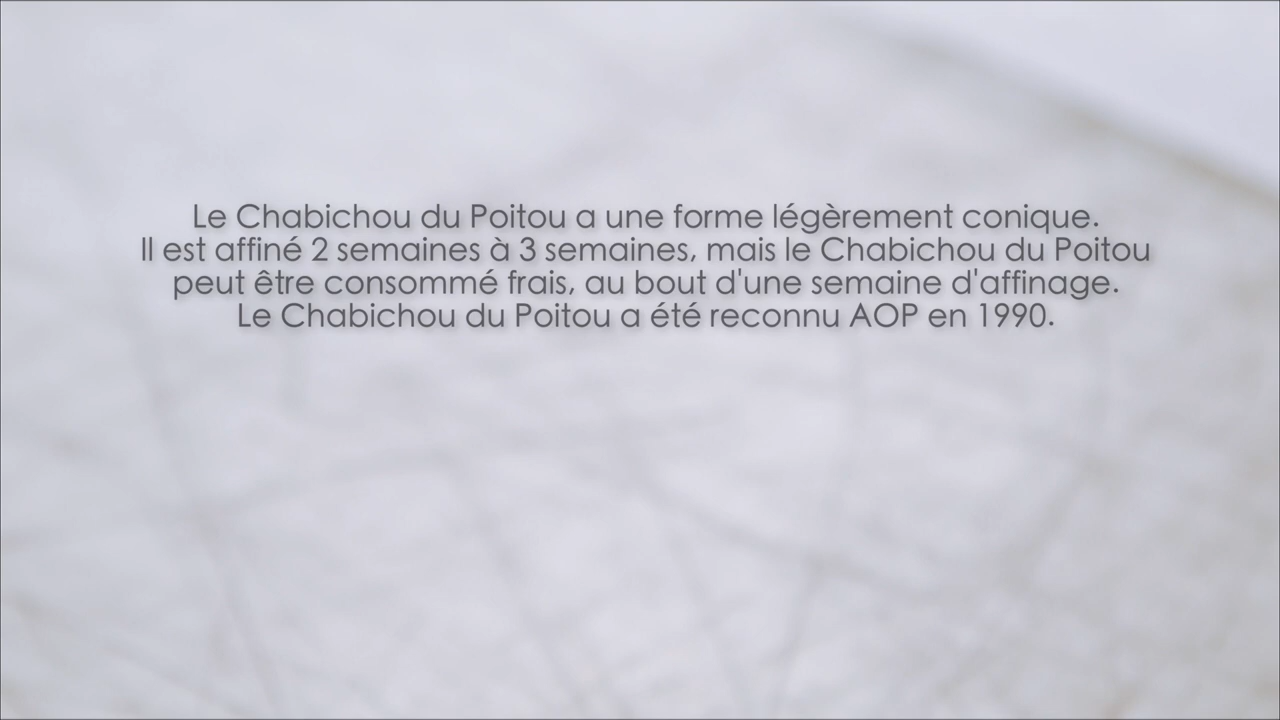 Le Chabichou du Poitou a une forme légèrement conique.
Il est affiné 2 semaines à 3 semaines, mais le Chabichou du Poitou
peut être consommé frais, au bout d'une semaine d'affinage.
Le Chabichou du Poitou a été reconnu AOP en 1990.